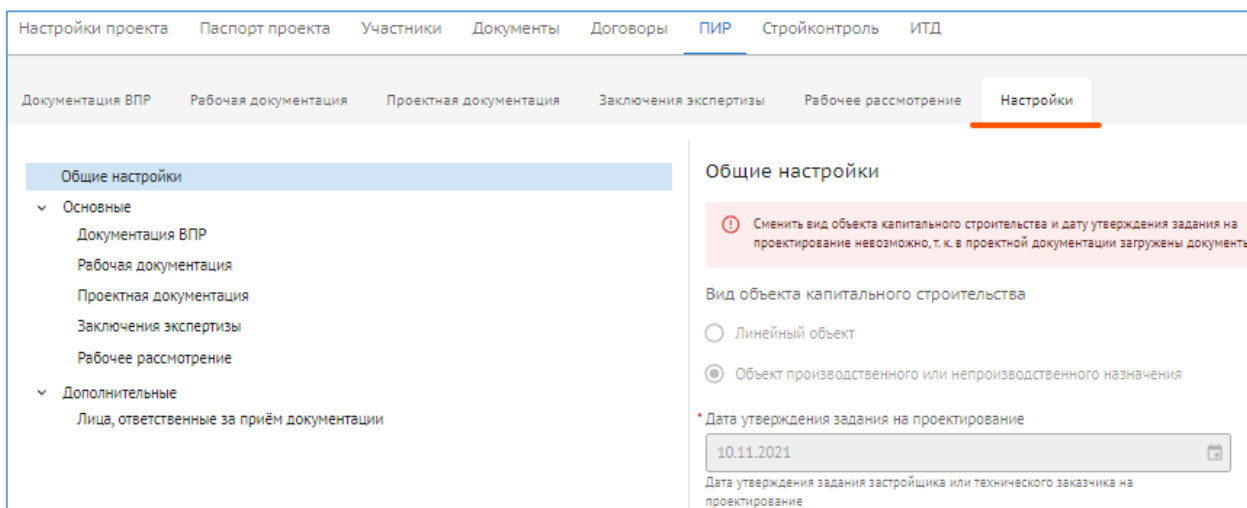 Настройки проекта Паспорт проекта Участники Документы Договоры ПИР Стройконтроль ИТД
Документация ВПР Рабочая документация Проектная документация Заключения экспертизы Рабочее рассмотрение Настройки
Общие настройки
Основные
Документация ВПР
Рабочая документация
Проектная документация
Заключения экспертизы
Рабочее рассмотрение
Дополнительные
Лица, ответственные за приём документации
Общие настройки
Сменить вид объекта капитального строительства и дату утверждения задания на
проектирование невозможно, т. к. в проектной документации загружены документы
Вид объекта капитального строительства
Линейный объект
Объект производственного или непроизводственного назначения
* Дата утверждения задания на проектирование
10.11.2021
Дата утверждения задания застройщика или технического заказчика на
проектирование